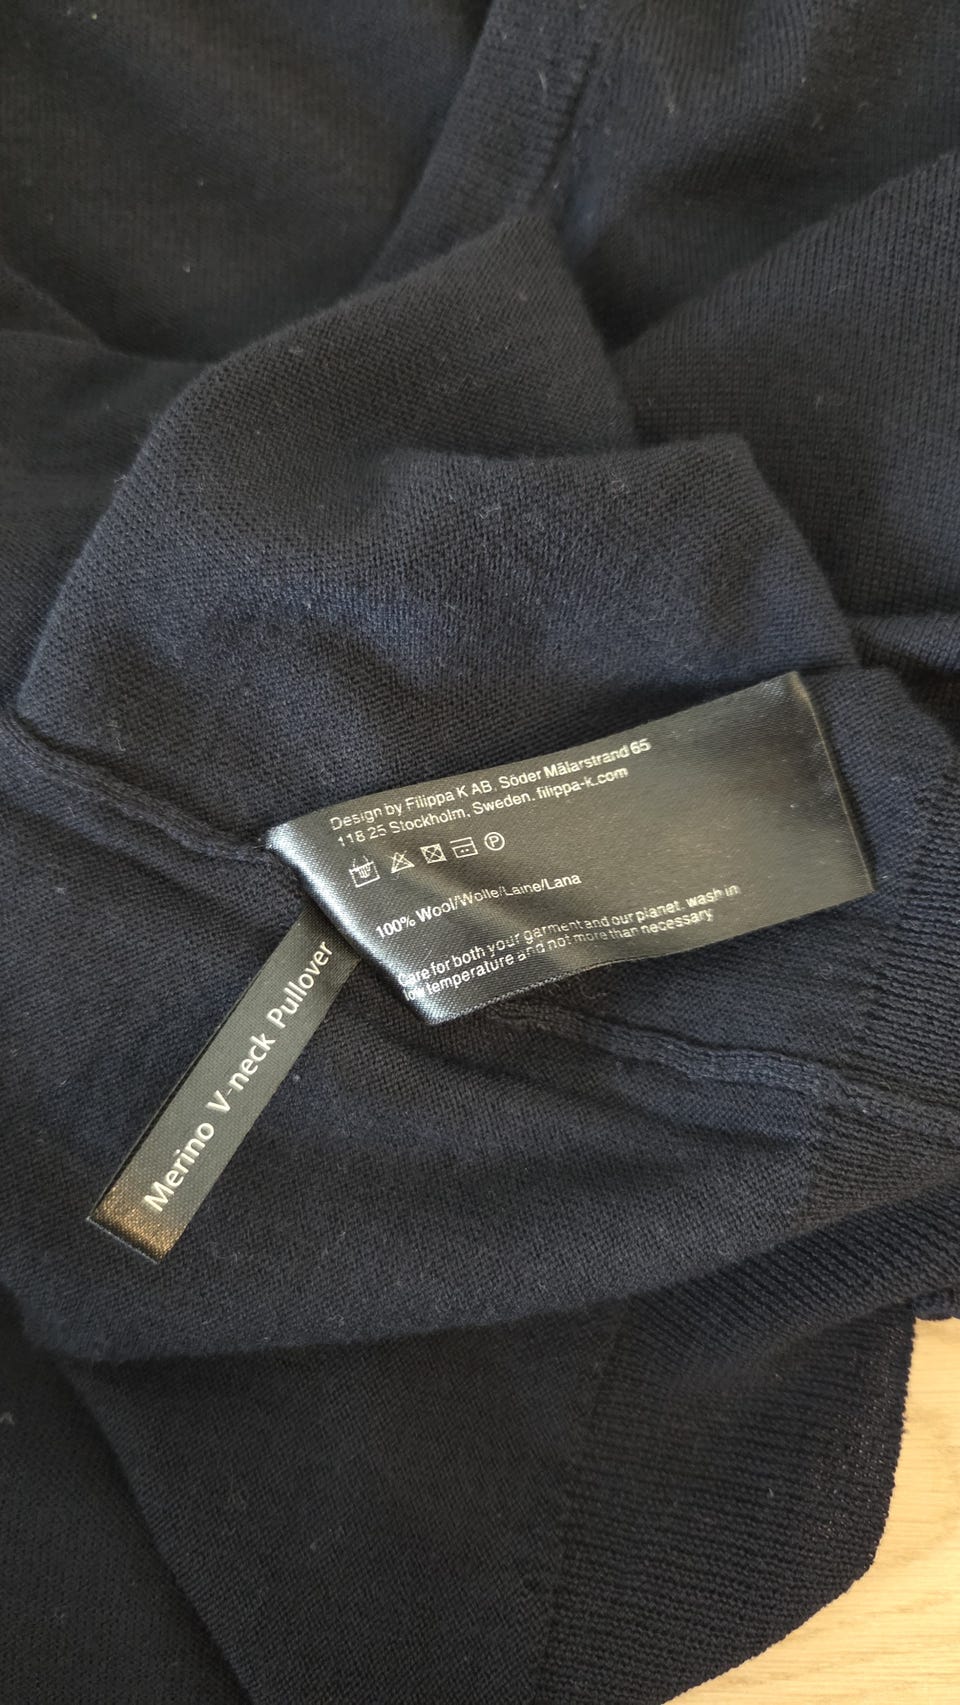 Design by Filippa K AB, Söder Mälarstrand 65
118 25 Stockholm, Sweden. filippa-k.com
P
100% Wool/Wolle/Laine/Lana
Care for both your garment and our planet, wash in
low temperature and not more than necessary
Merino V-neck Pullover